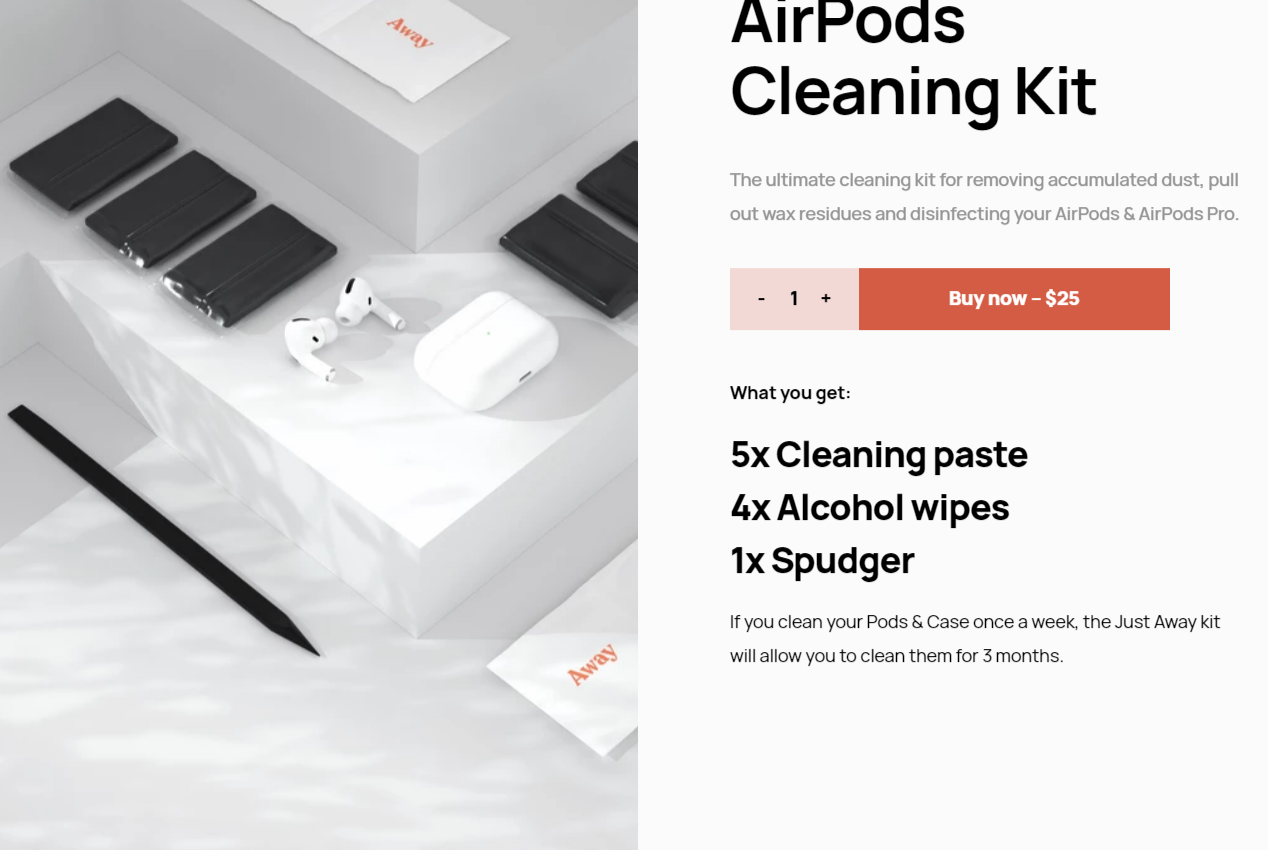 Away
Away
AirPods
Cleaning Kit
The ultimate cleaning kit for removing accumulated dust, pull
out wax residues and disinfecting your AirPods & AirPods Pro.
- 1 + Buy now – $25
What you get:
5x Cleaning paste
4x Alcohol wipes
1x Spudger
If you clean your Pods & Case once a week, the Just Away kit
will allow you to clean them for 3 months.